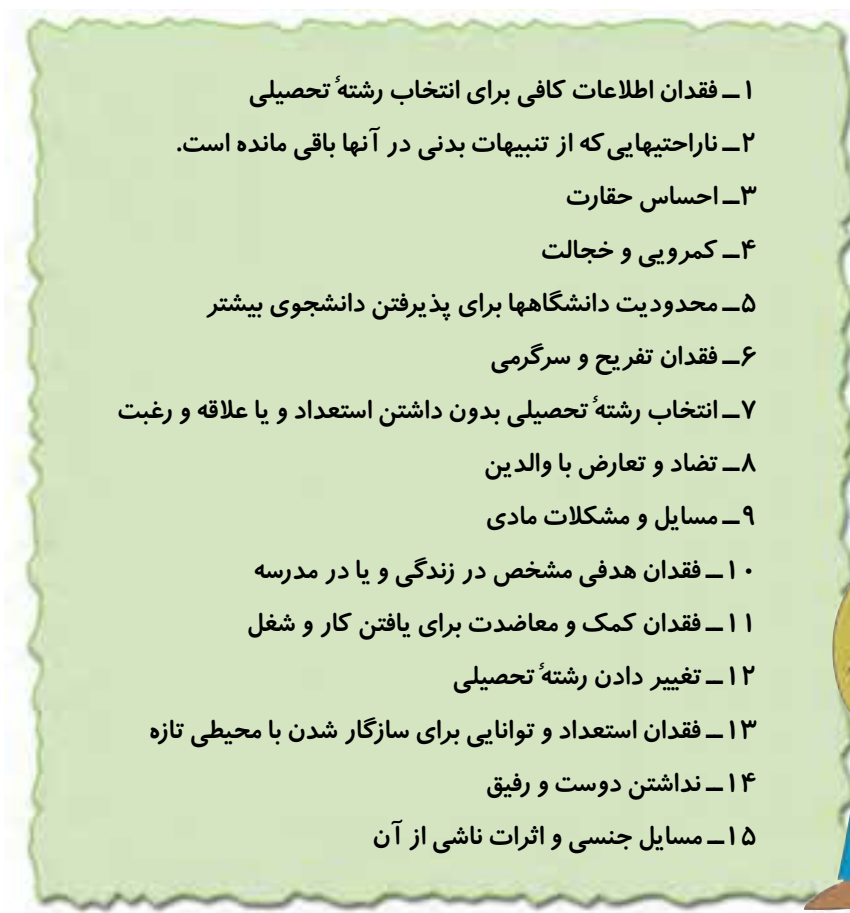 ۱ــ فقدان اطلاعات کافی برای انتخاب رشتهٔ تحصیلی
۲ــ ناراحتیهایی که از تنبیهات بدنی در آنها باقی مانده است.
۳ــ احساس حقارت
۴ــ کمرویی و خجالت
۵ــ محدودیت دانشگاهها برای پذیرفتن دانشجوی بیشتر
۶ــ فقدان تفریح و سرگرمی
۷ــ انتخاب رشتهٔ تحصیلی بدون داشتن استعداد و یا علاقه و رغبت
۸ــ تضاد و تعارض با والدین
۹ــ مسایل و مشکلات مادی
۱۰ــ فقدان هدفی مشخص در زندگی و یا در مدرسه
۱۱ــ فقدان کمک و معاضدت برای یافتن کار و شغل
۱۲ــ تغییر دادن رشتهٔ تحصیلی
۱۳ــ فقدان استعداد و توانایی برای سازگار شدن با محیطی تازه
۱۴ــ نداشتن دوست و رفیق
۱۵ــ مسایل جنسی و اثرات ناشی از آن